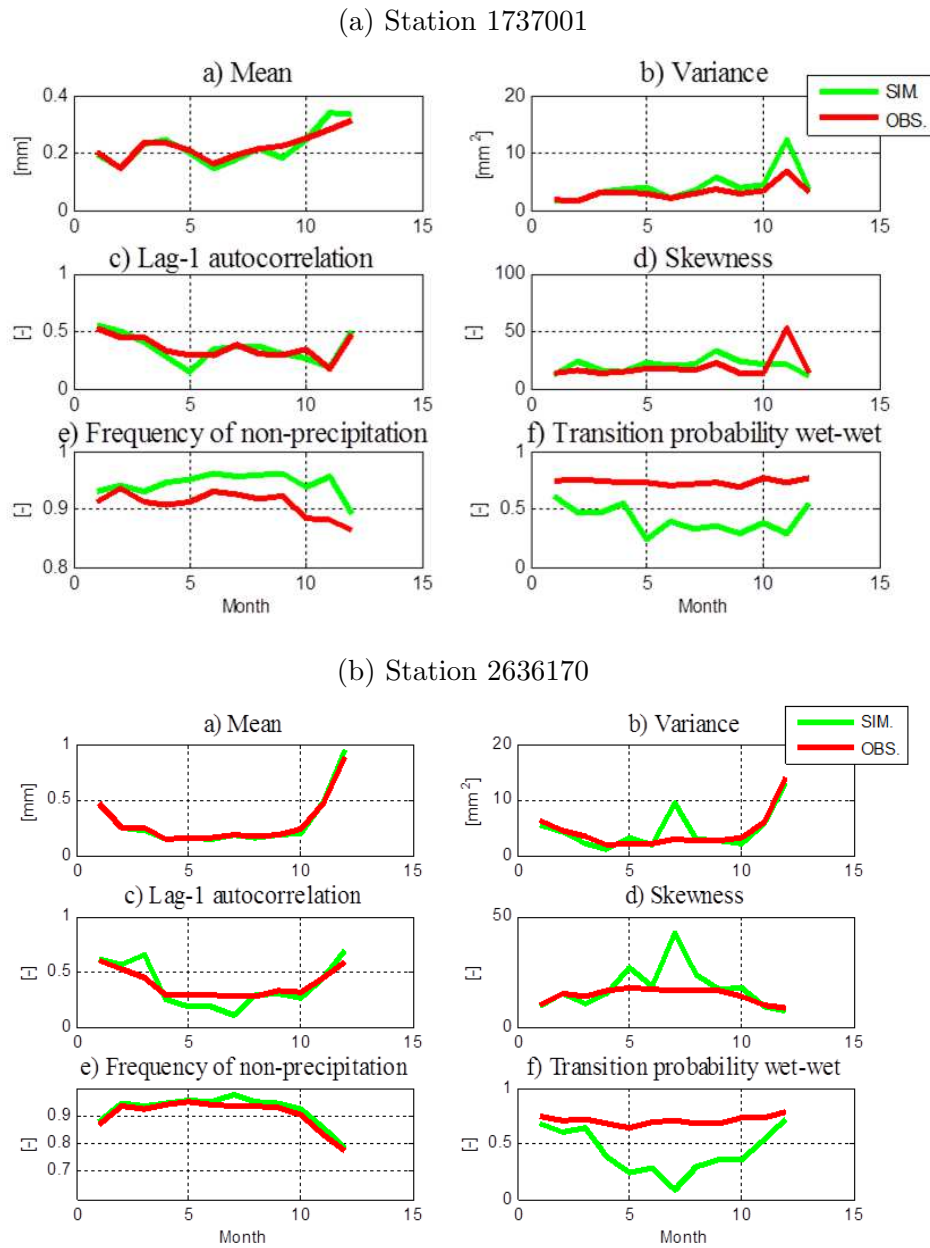 (a) Station 1737001
a) Mean
b) Variance
SIM.
OBS.
0.4
0.2
0
[mm]
0 5 10 15
20
10
0
[mm²]
0 5 10 15
c) Lag-1 autocorrelation
d) Skewness
1
0.5
0
[-]
0 5 10 15
100
50
0
[-]
0 5 10 15
e) Frequency of non-precipitation
f) Transition probability wet-wet
1
0.9
0.8
[-]
0 5 10 15
Month
1
0.5
0
[-]
0 5 10 15
Month
(b) Station 2636170
a) Mean
b) Variance
SIM.
OBS.
1
0.5
0
[mm]
0 5 10 15
20
10
0
[mm²]
0 5 10 15
c) Lag-1 autocorrelation
d) Skewness
1
0.5
0
[-]
0 5 10 15
50
0
[-]
0 5 10 15
e) Frequency of non-precipitation
f) Transition probability wet-wet
0.9
0.8
0.7
[-]
0 5 10 15
Month
1
0.5
0
[-]
0 5 10 15
Month